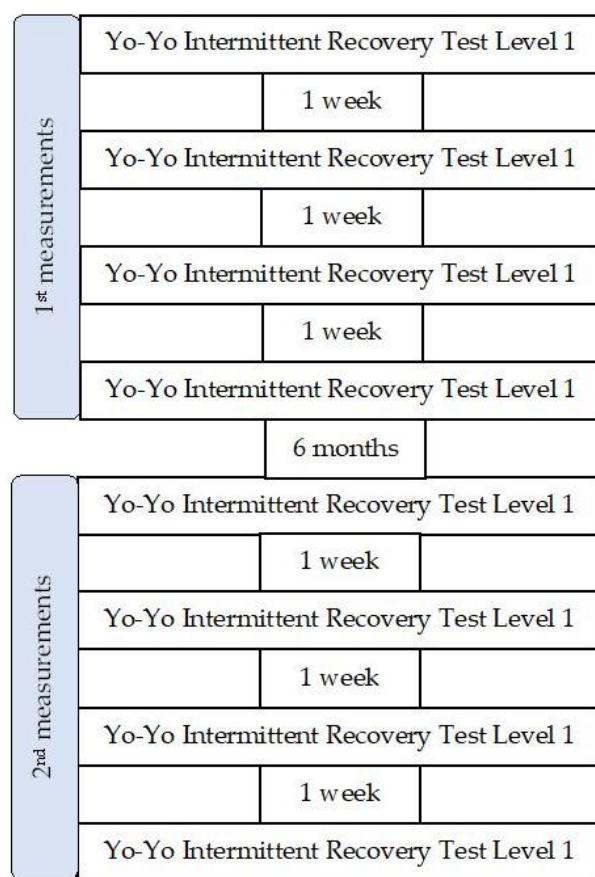 1st measurements
Yo-Yo Intermittent Recovery Test Level 1
1 week
Yo-Yo Intermittent Recovery Test Level 1
1 week
Yo-Yo Intermittent Recovery Test Level 1
1 week
Yo-Yo Intermittent Recovery Test Level 1
6 months
2nd measurements
Yo-Yo Intermittent Recovery Test Level 1
1 week
Yo-Yo Intermittent Recovery Test Level 1
1 week
Yo-Yo Intermittent Recovery Test Level 1
1 week
Yo-Yo Intermittent Recovery Test Level 1